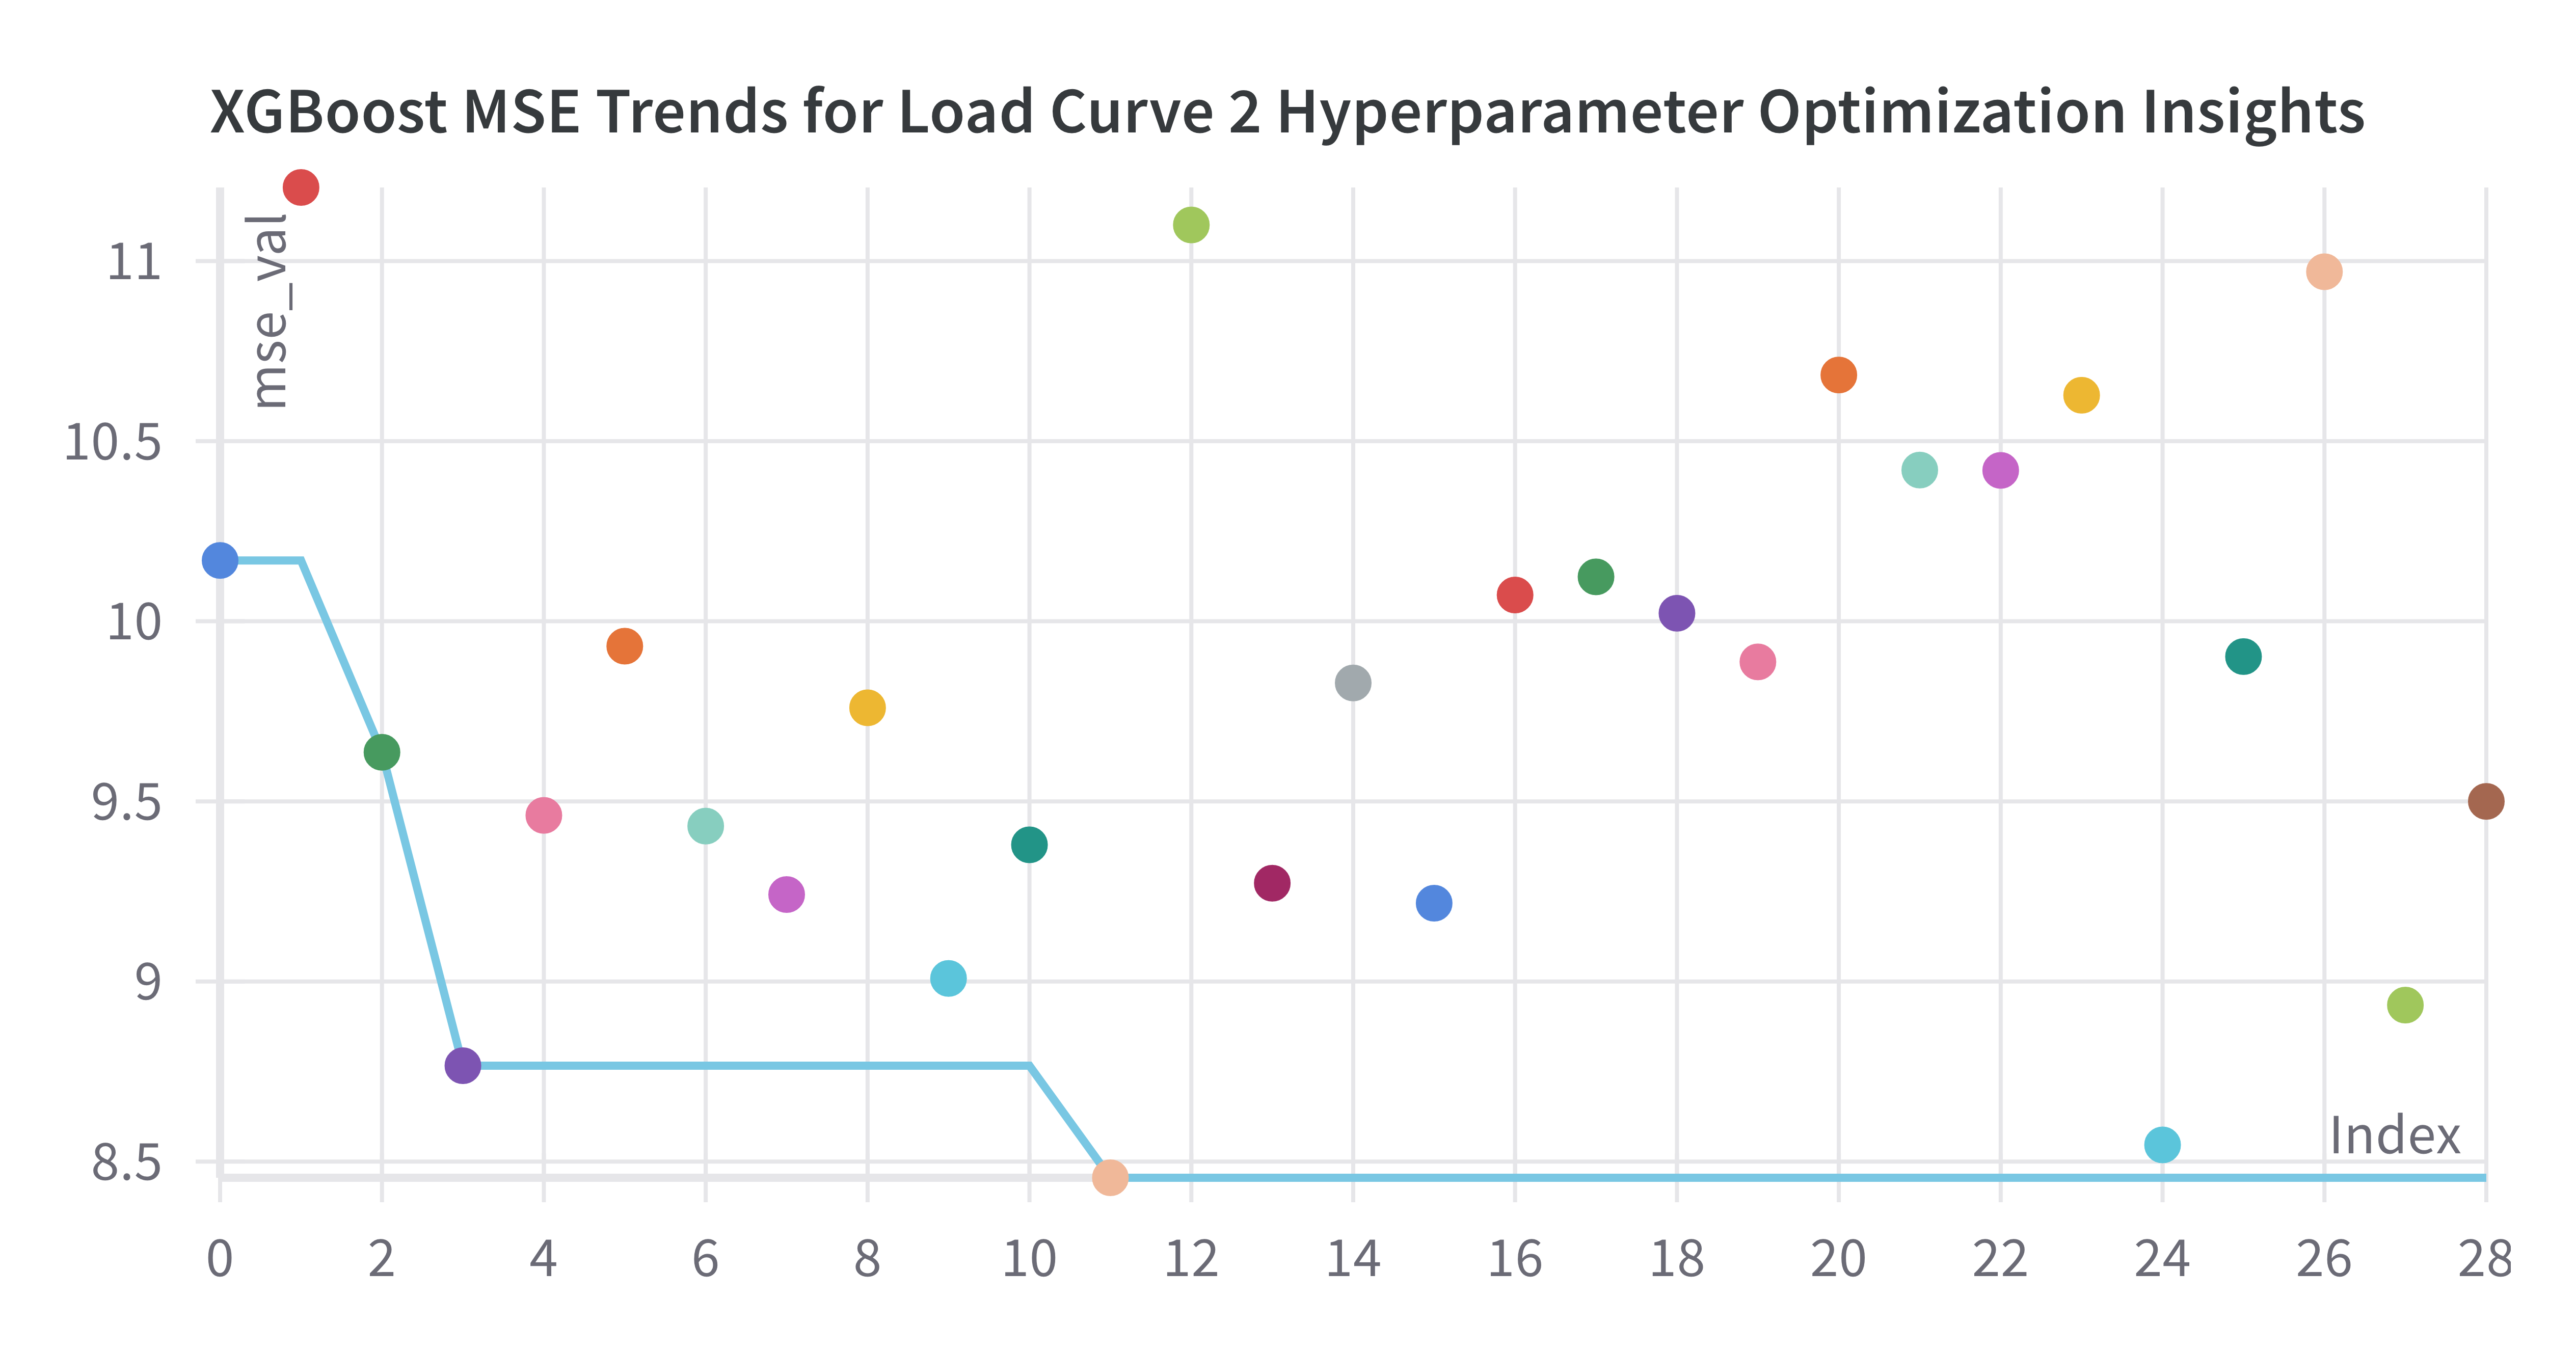 XGBoost MSE Trends for Load Curve 2 Hyperparameter Optimization Insights
mse_val
11
10.5
10
9.5
9
8.5
Index
0 2 4 6 8 10 12 14 16 18 20 22 24 26 28